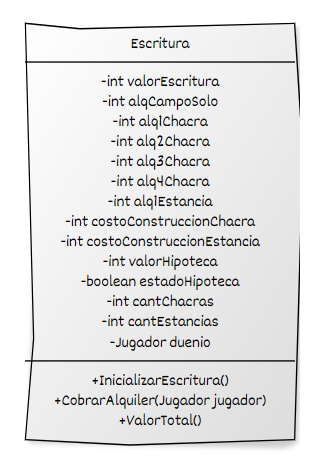 Escritura
-int valorEscritura
-int alqCampoSolo
-int alq1Chacra
-int alq2Chacra
-int alq3Chacra
-int alq4Chacra
-int alq1Estancia
-int costoConstruccionChacra
-int costoConstruccionEstancia
-int valorHipoteca
-boolean estadoHipoteca
-int cantChacras
-int cantEstancias
-Jugador duenio
+InicializarEscritura()
+CobrarAlquiler(Jugador jugador)
+ValorTotal()